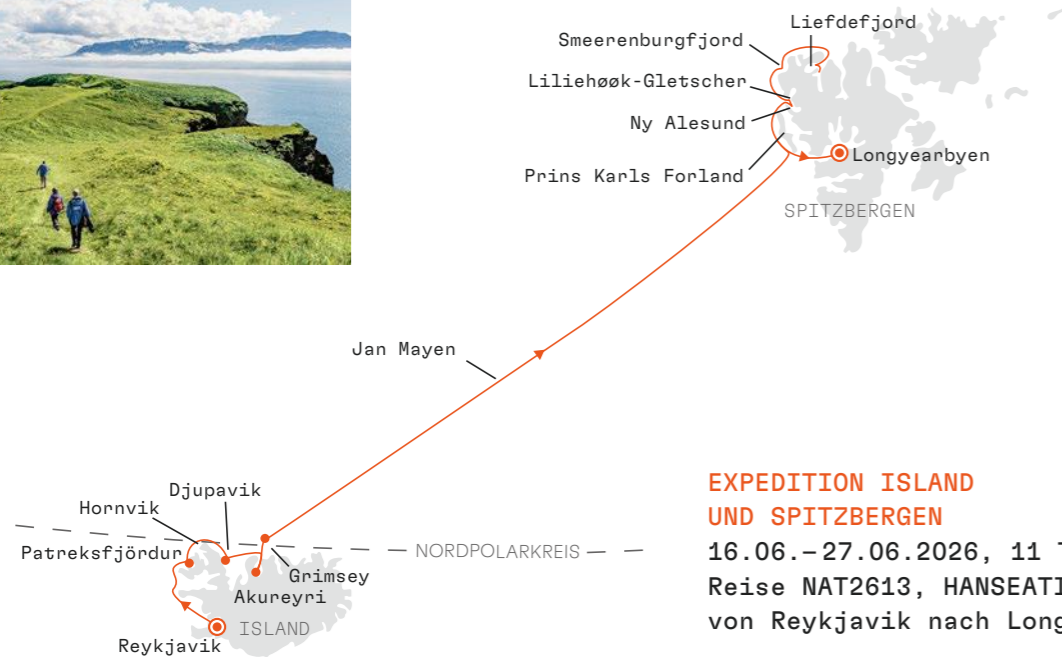 Liefdefjord
Smeerenburgfjord
Liliehøøk-Gletscher
Ny Alesund
Longyearbyen
Prins Karls Forland
SPITZBERGEN
Jan Mayen
Djupavik
Hornvik
Patreksfjördur
NORDPOLARKREIS
Grimsey
Akureyri
ISLAND
Reykjavik
EXPEDITION ISLAND
UND SPITZBERGEN
16.06.–27.06.2026, 11
Reise NAT2613, HANSEATI
von Reykjavik nach Long